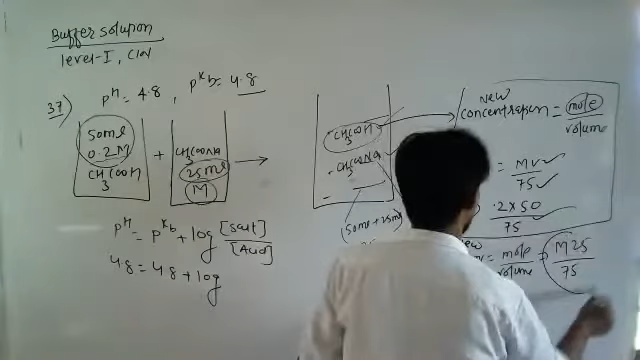 Buffer solution
level-I, CW
37) pH = 4.8, pKb = 4.8
50ml
0.2M
CH3COOH
+
CH3COONa
25ml
M
→
pH = pKb + log [Salt]/[Acid]
4.8 = 4.8 + log
CH3COOH
CH3COONa
(50ml + 25ml)
New
concentration = mole/volume
= MV/75
.2×50/75
= mole/volume = M25/75